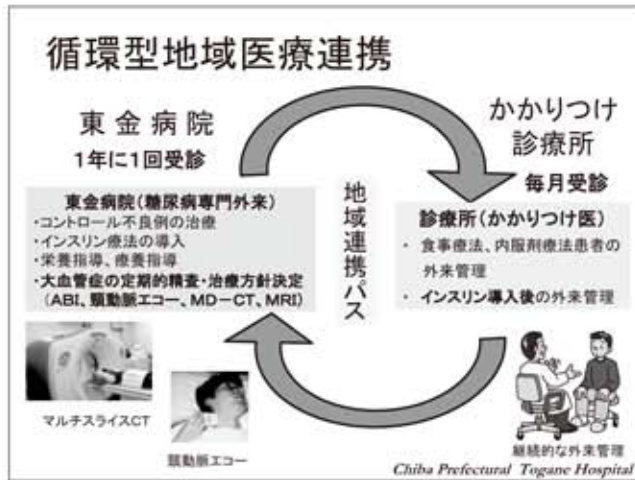 循環型地域医療連携
東金病院
1年に1回受診
東金病院(糖尿病専門外来)
・コントロール不良例の治療
・インスリン療法の導入
・栄養指導、療養指導
・大血管症の定期的精査・治療方針決定
(ABI、頸動脈エコー、MD-CT、MRI)
マルチスライスCT
頸動脈エコー
地域連携パス
かかりつけ
診療所
毎月受診
診療所(かかりつけ医)
・ 食事療法、内服剤療法患者の
外来管理
・ インスリン導入後の外来管理
継続的な外来管理
Chiba Prefectural Togane Hospital